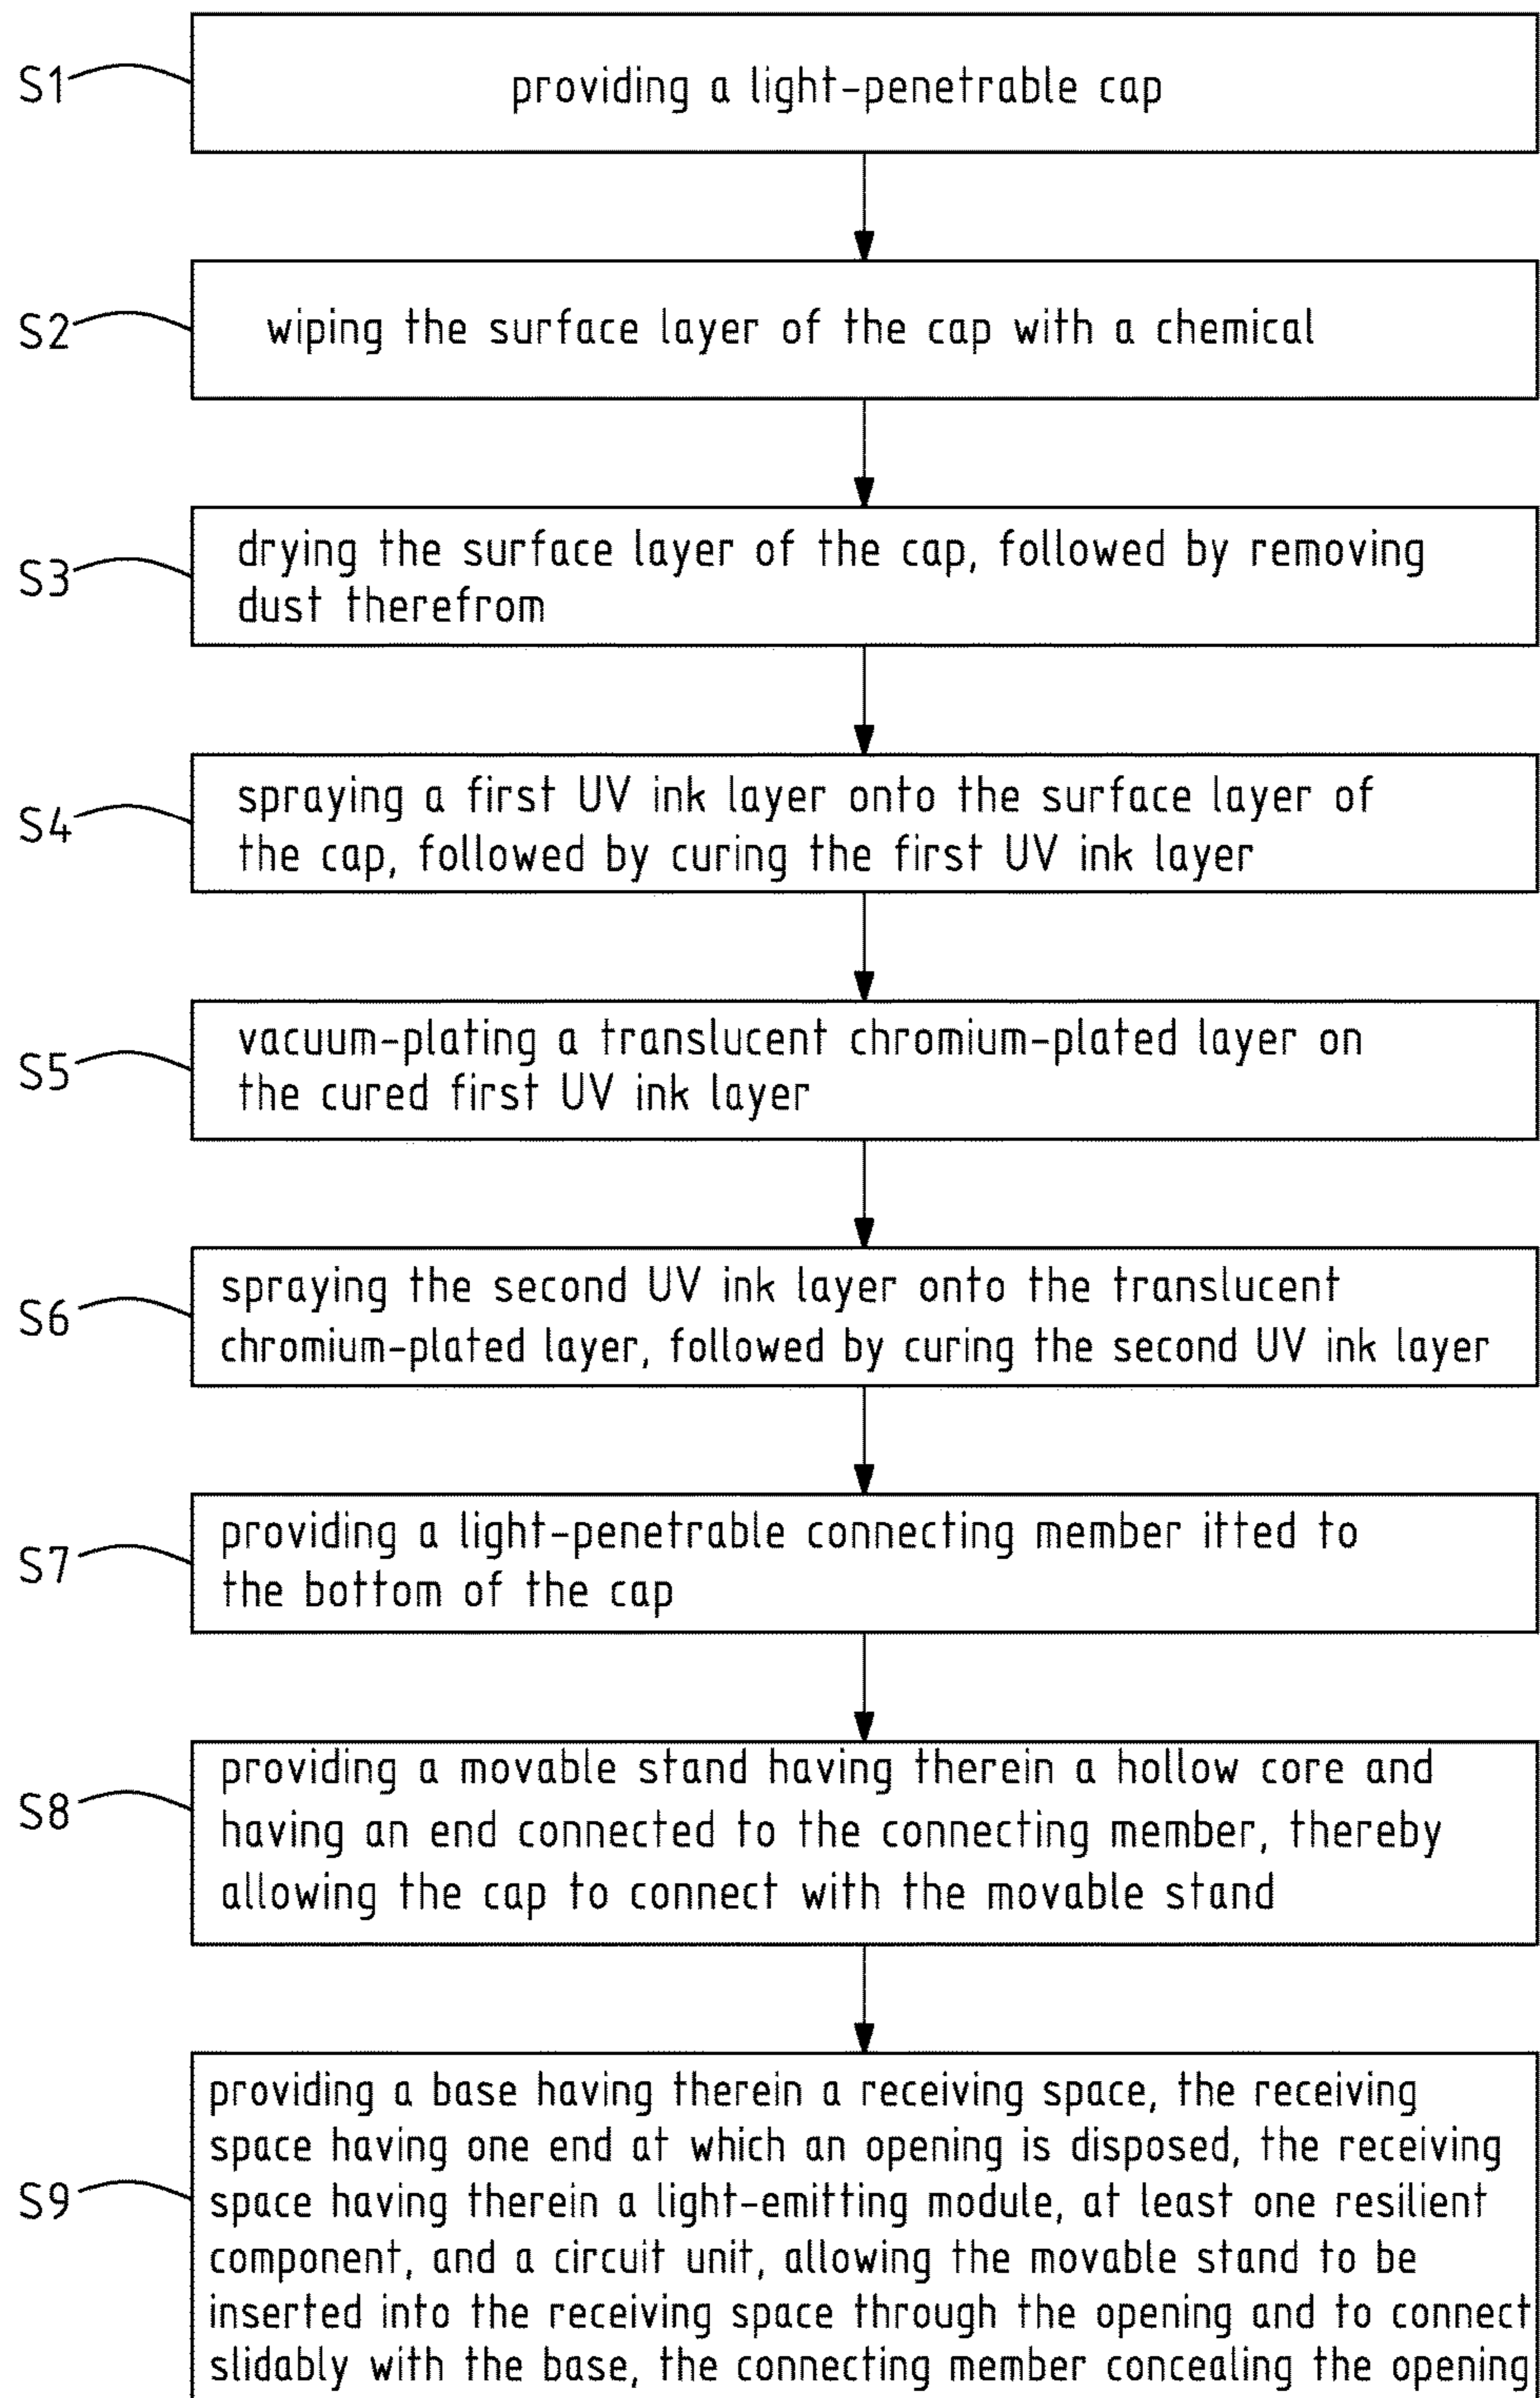 S1
providing a light-penetrable cap
S2
wiping the surface layer of the cap with a chemical
S3
drying the surface layer of the cap, followed by removing
dust therefrom
S4
spraying a first UV ink layer onto the surface layer of
the cap, followed by curing the first UV ink layer
S5
vacuum-plating a translucent chromium-plated layer on
the cured first UV ink layer
S6
spraying the second UV ink layer onto the translucent
chromium-plated layer, followed by curing the second UV ink layer
S7
providing a light-penetrable connecting member itted to
the bottom of the cap
S8
providing a movable stand having therein a hollow core and
having an end connected to the connecting member, thereby
allowing the cap to connect with the movable stand
S9
providing a base having therein a receiving space, the receiving
space having one end at which an opening is disposed, the receiving
space having therein a light-emitting module, at least one resilient
component, and a circuit unit, allowing the movable stand to be
inserted into the receiving space through the opening and to connect
slidably with the base, the connecting member concealing the opening